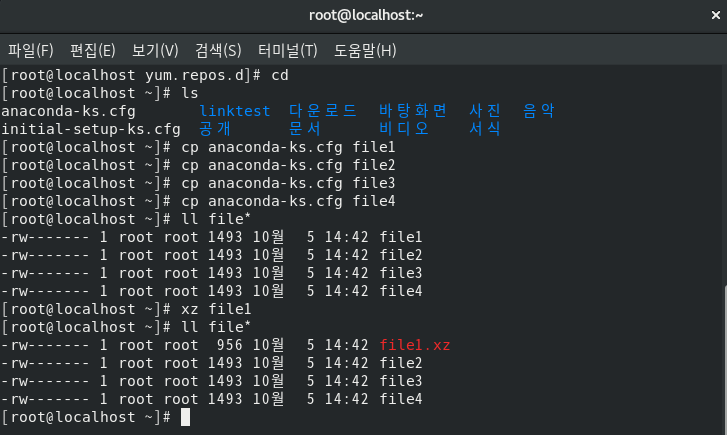 root@localhost:~
파일(F) 편집(E) 보기(V) 검색(S) 터미널(T) 도움말(H)
[root@localhost yum.repos.d]# cd
[root@localhost ~]# ls
anaconda-ks.cfg linktest 다운로드 바탕화면 사진 음악
initial-setup-ks.cfg 공개 문서 비디오 서식
[root@localhost ~]# cp anaconda-ks.cfg file1
[root@localhost ~]# cp anaconda-ks.cfg file2
[root@localhost ~]# cp anaconda-ks.cfg file3
[root@localhost ~]# cp anaconda-ks.cfg file4
[root@localhost ~]# ll file*
-rw------- 1 root root 1493 10월 5 14:42 file1
-rw------- 1 root root 1493 10월 5 14:42 file2
-rw------- 1 root root 1493 10월 5 14:42 file3
-rw------- 1 root root 1493 10월 5 14:42 file4
[root@localhost ~]# xz file1
[root@localhost ~]# ll file*
-rw------- 1 root root 956 10월 5 14:42 file1.xz
-rw------- 1 root root 1493 10월 5 14:42 file2
-rw------- 1 root root 1493 10월 5 14:42 file3
-rw------- 1 root root 1493 10월 5 14:42 file4
[root@localhost ~]#